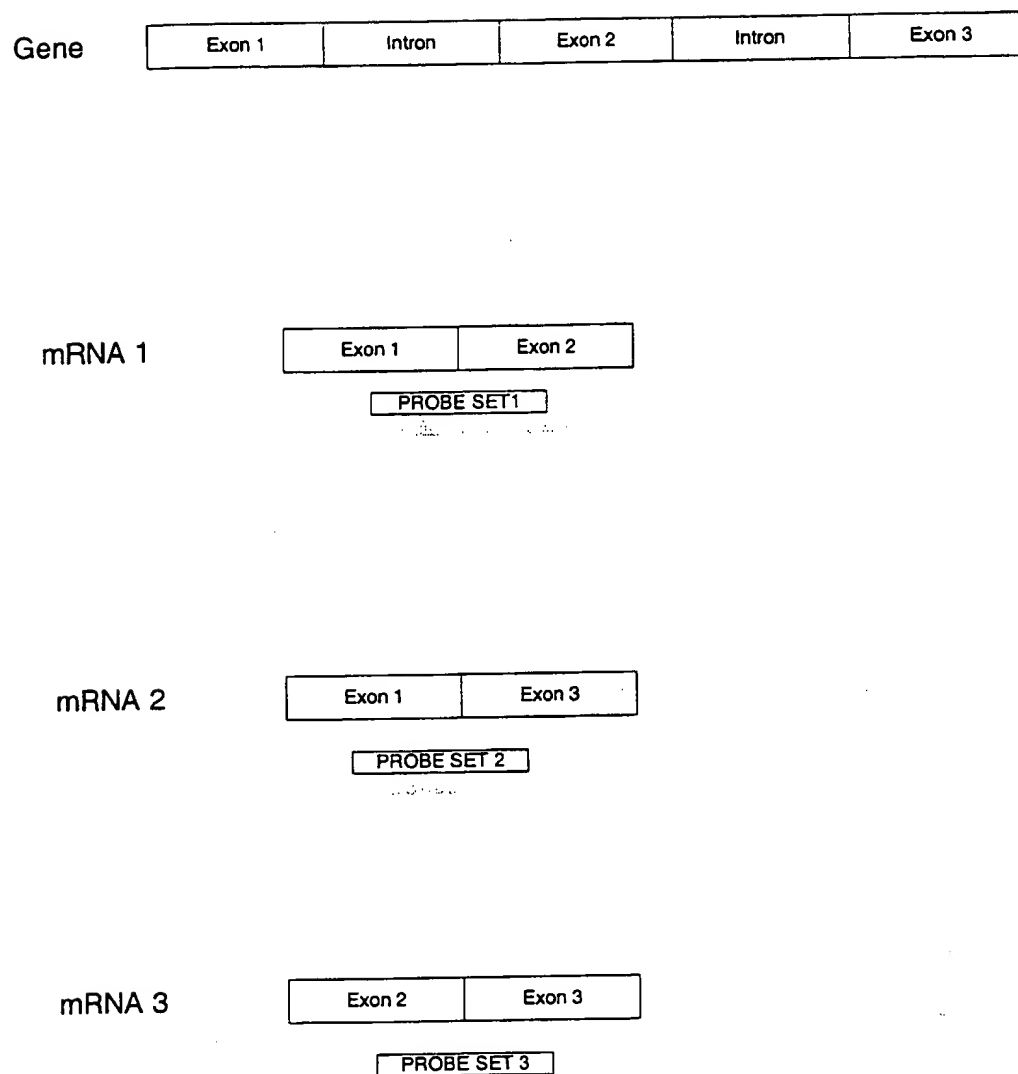 Gene Exon 1 Intron Exon 2 Intron Exon 3
mRNA 1 Exon 1 Exon 2
PROBE SET1
mRNA 2 Exon 1 Exon 3
PROBE SET 2
mRNA 3 Exon 2 Exon 3
PROBE SET 3